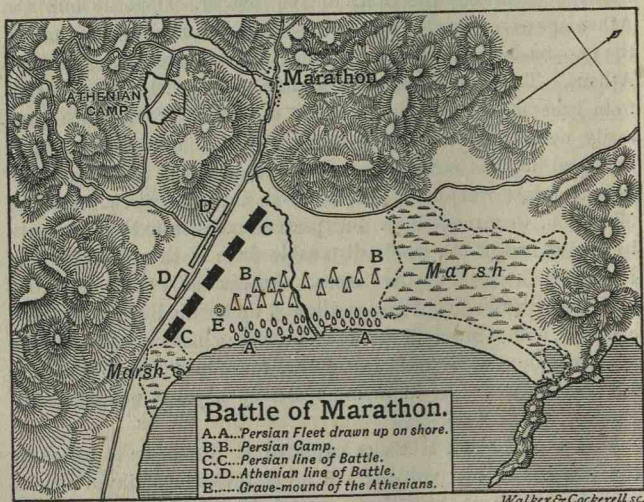 Marathon
ATHENIAN
CAMP
D
C
B
B
Marsh
D
E
C
A
A
Marsh
Battle of Marathon.
A.A...Persian Fleet drawn up on shore.
B.B...Persian Camp.
C.C...Persian line of Battle.
D.D..Athenian line of Battle.
E......Grave-mound of the Athenians.
Walker & Cockerell sc.